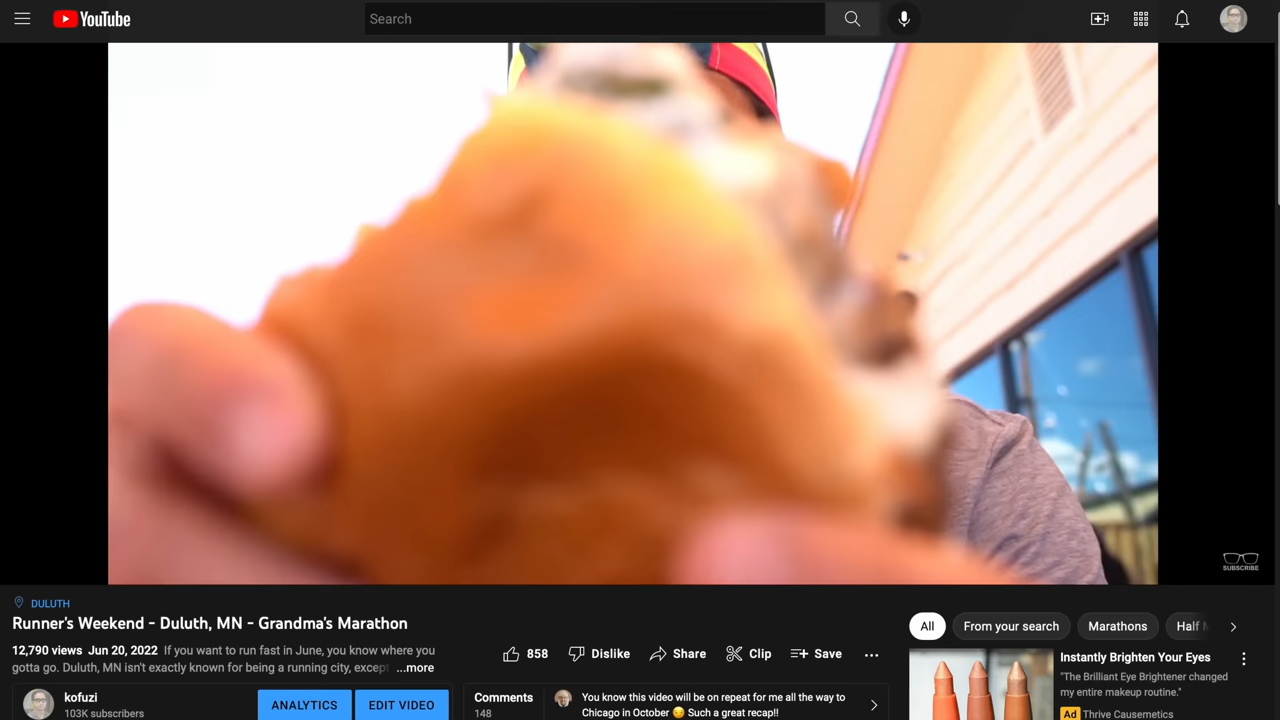 YouTube
Search
SUBSCRIBE
DULUTH
Runner's Weekend - Duluth, MN - Grandma's Marathon
12,790 views Jun 20, 2022 If you want to run fast in June, you know where you
gotta go. Duluth, MN isn't exactly known for being a running city, except ...more
858
Dislike
Share
Clip
Save
kofuzi
103K subscribers
ANALYTICS
EDIT VIDEO
Comments
148
You know this video will be on repeat for me all the way to
Chicago in October 😏 Such a great recap!!
All
From your search
Marathons
Half
Instantly Brighten Your Eyes
"The Brilliant Eye Brightener changed
my entire makeup routine."
Ad Thrive Causemetics